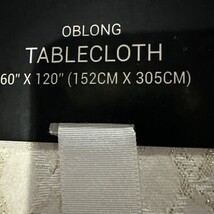 OBLONG
TABLECLOTH
60" X 120" (152CM X 305CM)